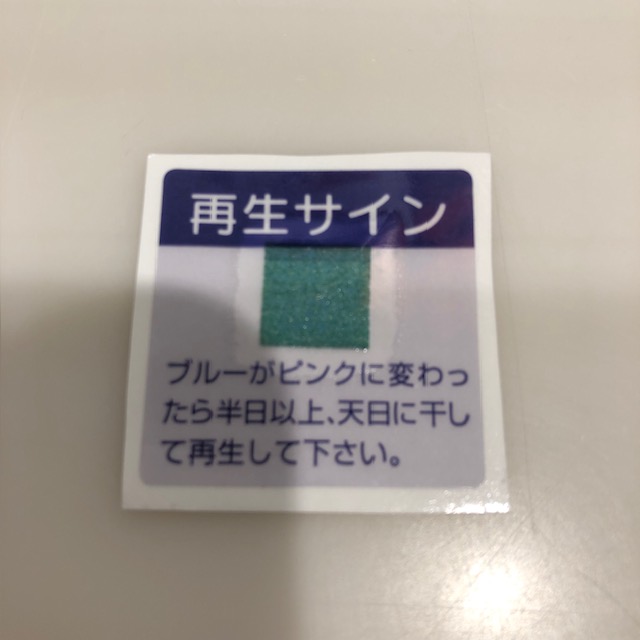 再生サイン
ブルーがピンクに変わっ
たら半日以上、天日に干し
て再生して下さい。